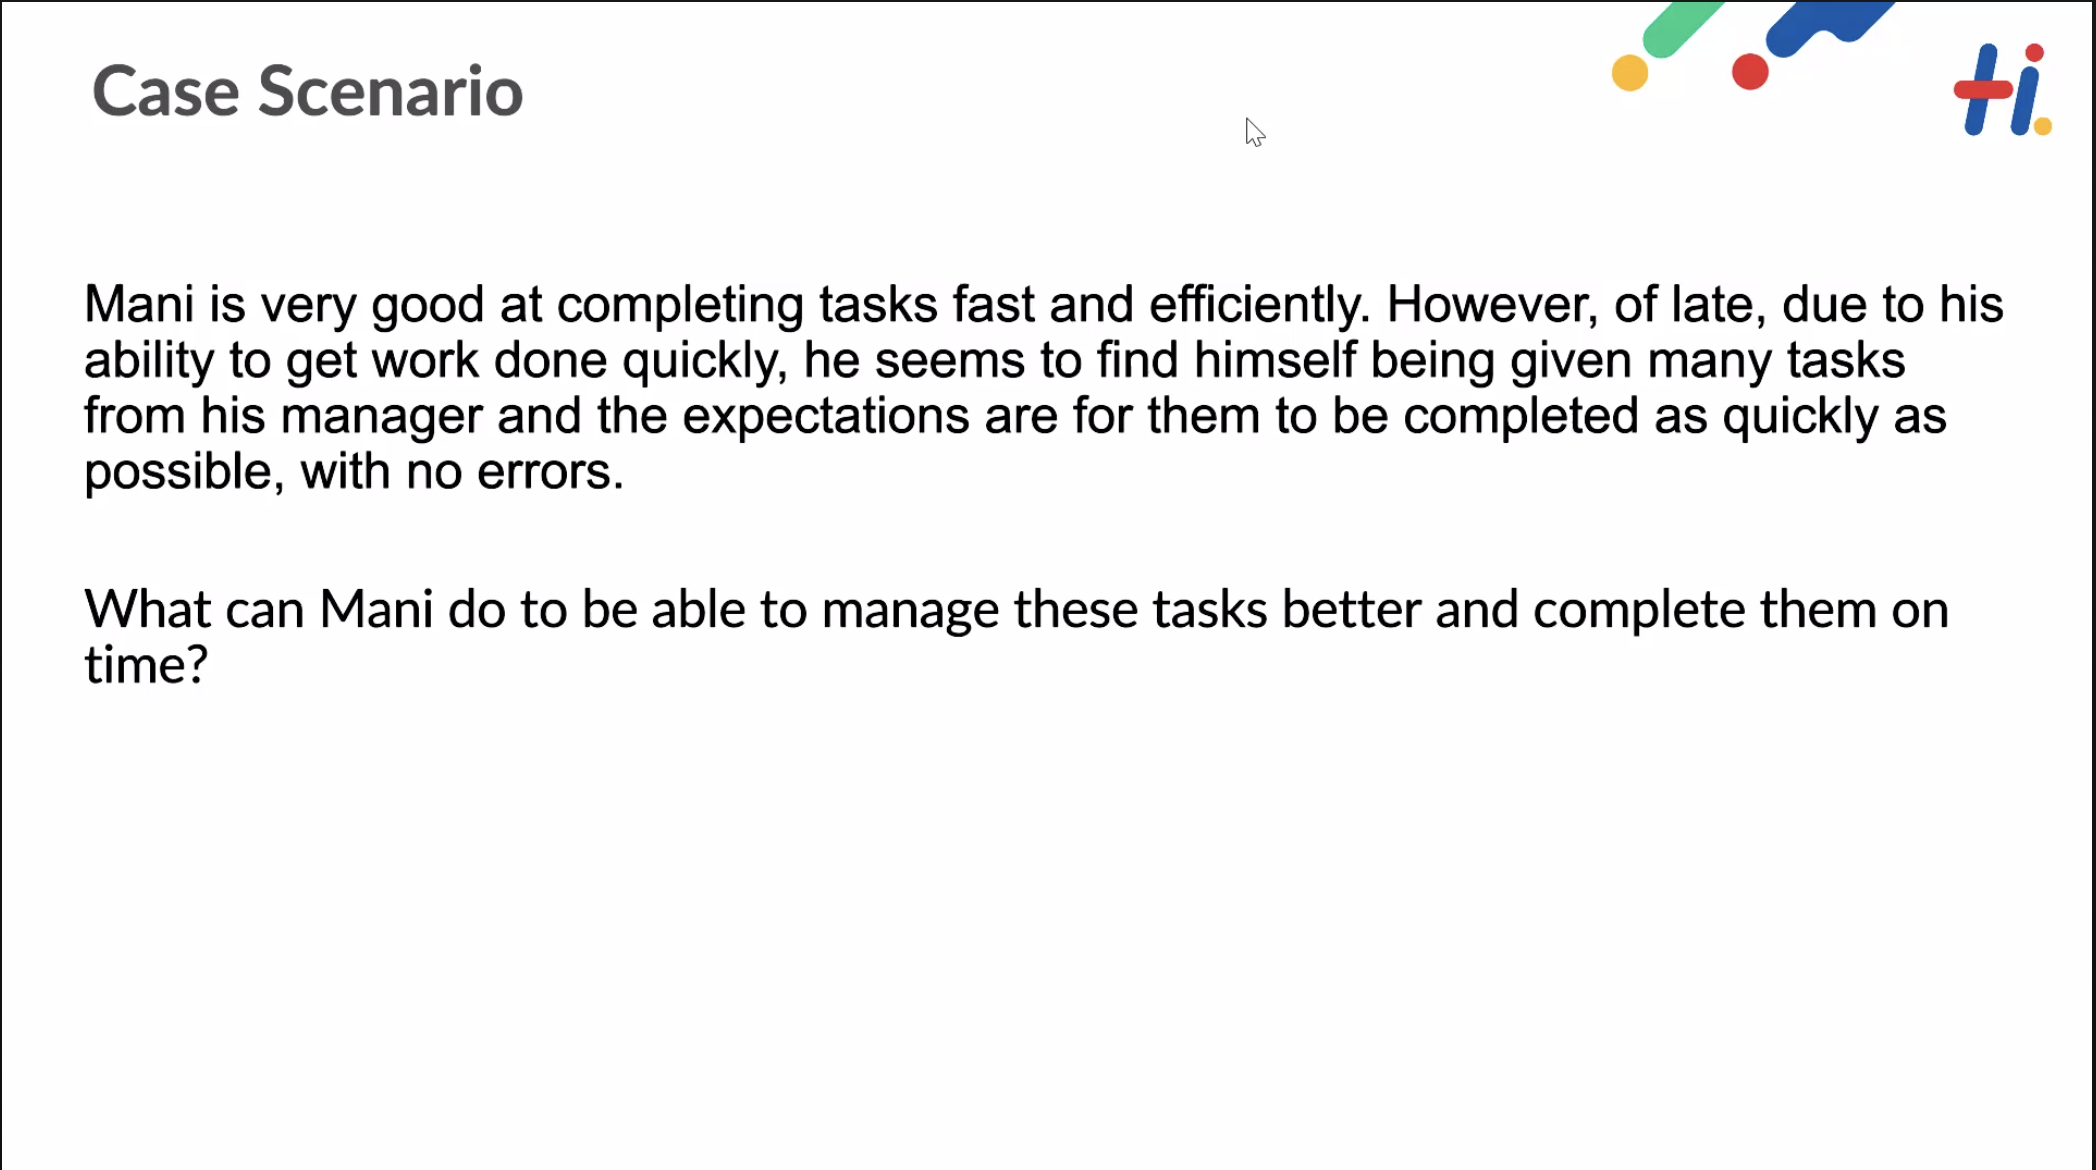 Case Scenario
Hi.
Mani is very good at completing tasks fast and efficiently. However, of late, due to his
ability to get work done quickly, he seems to find himself being given many tasks
from his manager and the expectations are for them to be completed as quickly as
possible, with no errors.
What can Mani do to be able to manage these tasks better and complete them on
time?